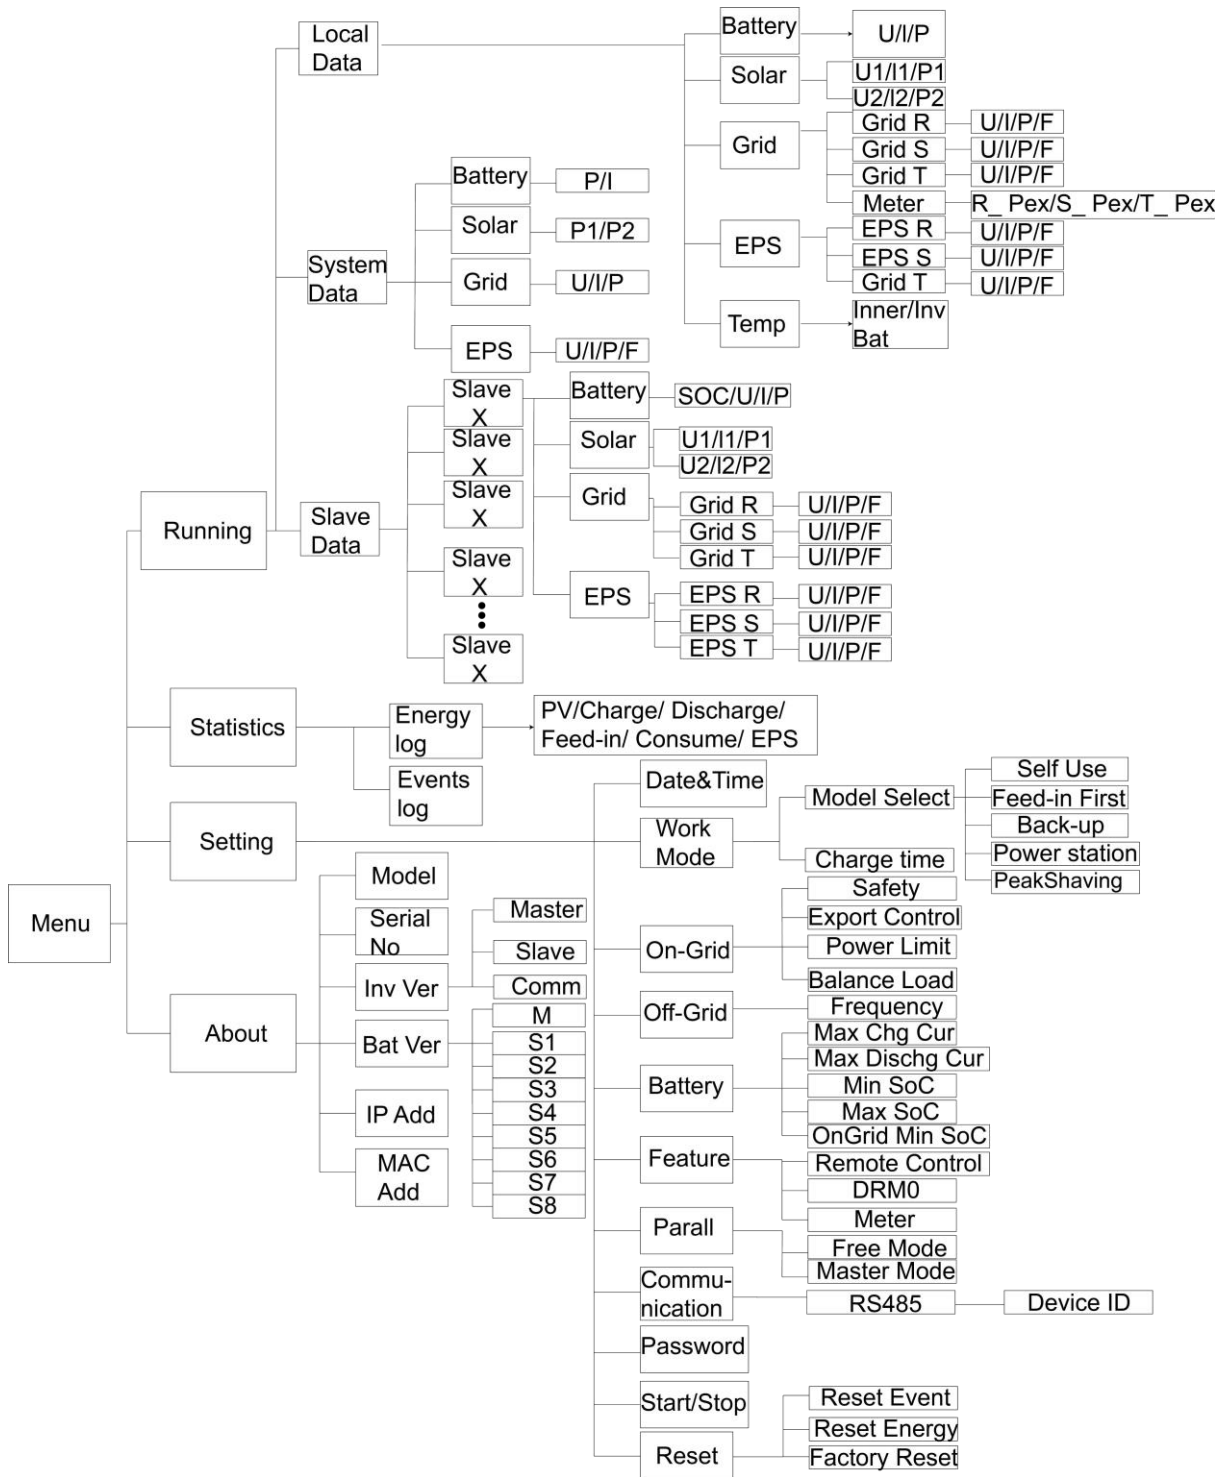 Menu
Running
Local
Data
Battery
U/I/P
Solar
U1/I1/P1
U2/I2/P2
Grid
Grid R
U/I/P/F
Grid S
U/I/P/F
Grid T
U/I/P/F
Meter
R_ Pex/S_ Pex/T_ Pex
EPS
EPS R
U/I/P/F
EPS S
U/I/P/F
Grid T
U/I/P/F
Temp
Inner/Inv
Bat
System
Data
Battery
P/I
Solar
P1/P2
Grid
U/I/P
EPS
U/I/P/F
Slave
Data
Slave
X
Slave
X
Slave
X
Slave
X
Slave
X
Battery
SOC/U/I/P
Solar
U1/I1/P1
U2/I2/P2
Grid
Grid R
U/I/P/F
Grid S
U/I/P/F
Grid T
U/I/P/F
EPS
EPS R
U/I/P/F
EPS S
U/I/P/F
EPS T
U/I/P/F
Statistics
Energy
log
PV/Charge/ Discharge/
Feed-in/ Consume/ EPS
Events
log
Setting
Date&Time
Work
Mode
Model Select
Self Use
Feed-in First
Back-up
Power station
PeakShaving
Charge time
On-Grid
Safety
Export Control
Power Limit
Balance Load
Off-Grid
Frequency
Battery
Max Chg Cur
Max Dischg Cur
Min SoC
Max SoC
OnGrid Min SoC
Feature
Remote Control
DRM0
Meter
Parall
Free Mode
Master Mode
Commu-
nication
RS485
Device ID
Password
Start/Stop
Reset
Reset Event
Reset Energy
Factory Reset
About
Model
Serial
No
Inv Ver
Master
Slave
Comm
Bat Ver
M
S1
S2
S3
S4
S5
S6
S7
S8
IP Add
MAC
Add